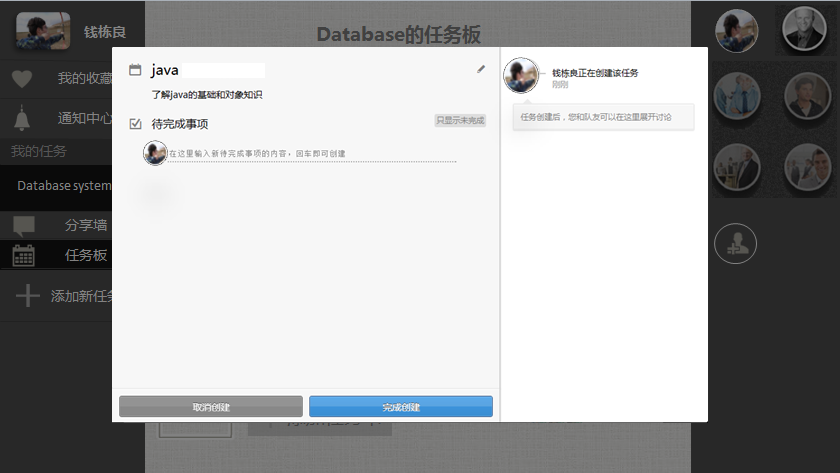 钱栋良
我的收藏
通知中心
我的任务
Database system
分享墙
任务板
添加新任务
Database的任务板
java
了解java的基础和对象知识
待完成事项
只显示未完成
在这里输入新待完成事项的内容，回车即可创建
取消创建
完成创建
钱栋良正在创建该任务
刚刚
任务创建后，您和队友可以在这里展开讨论